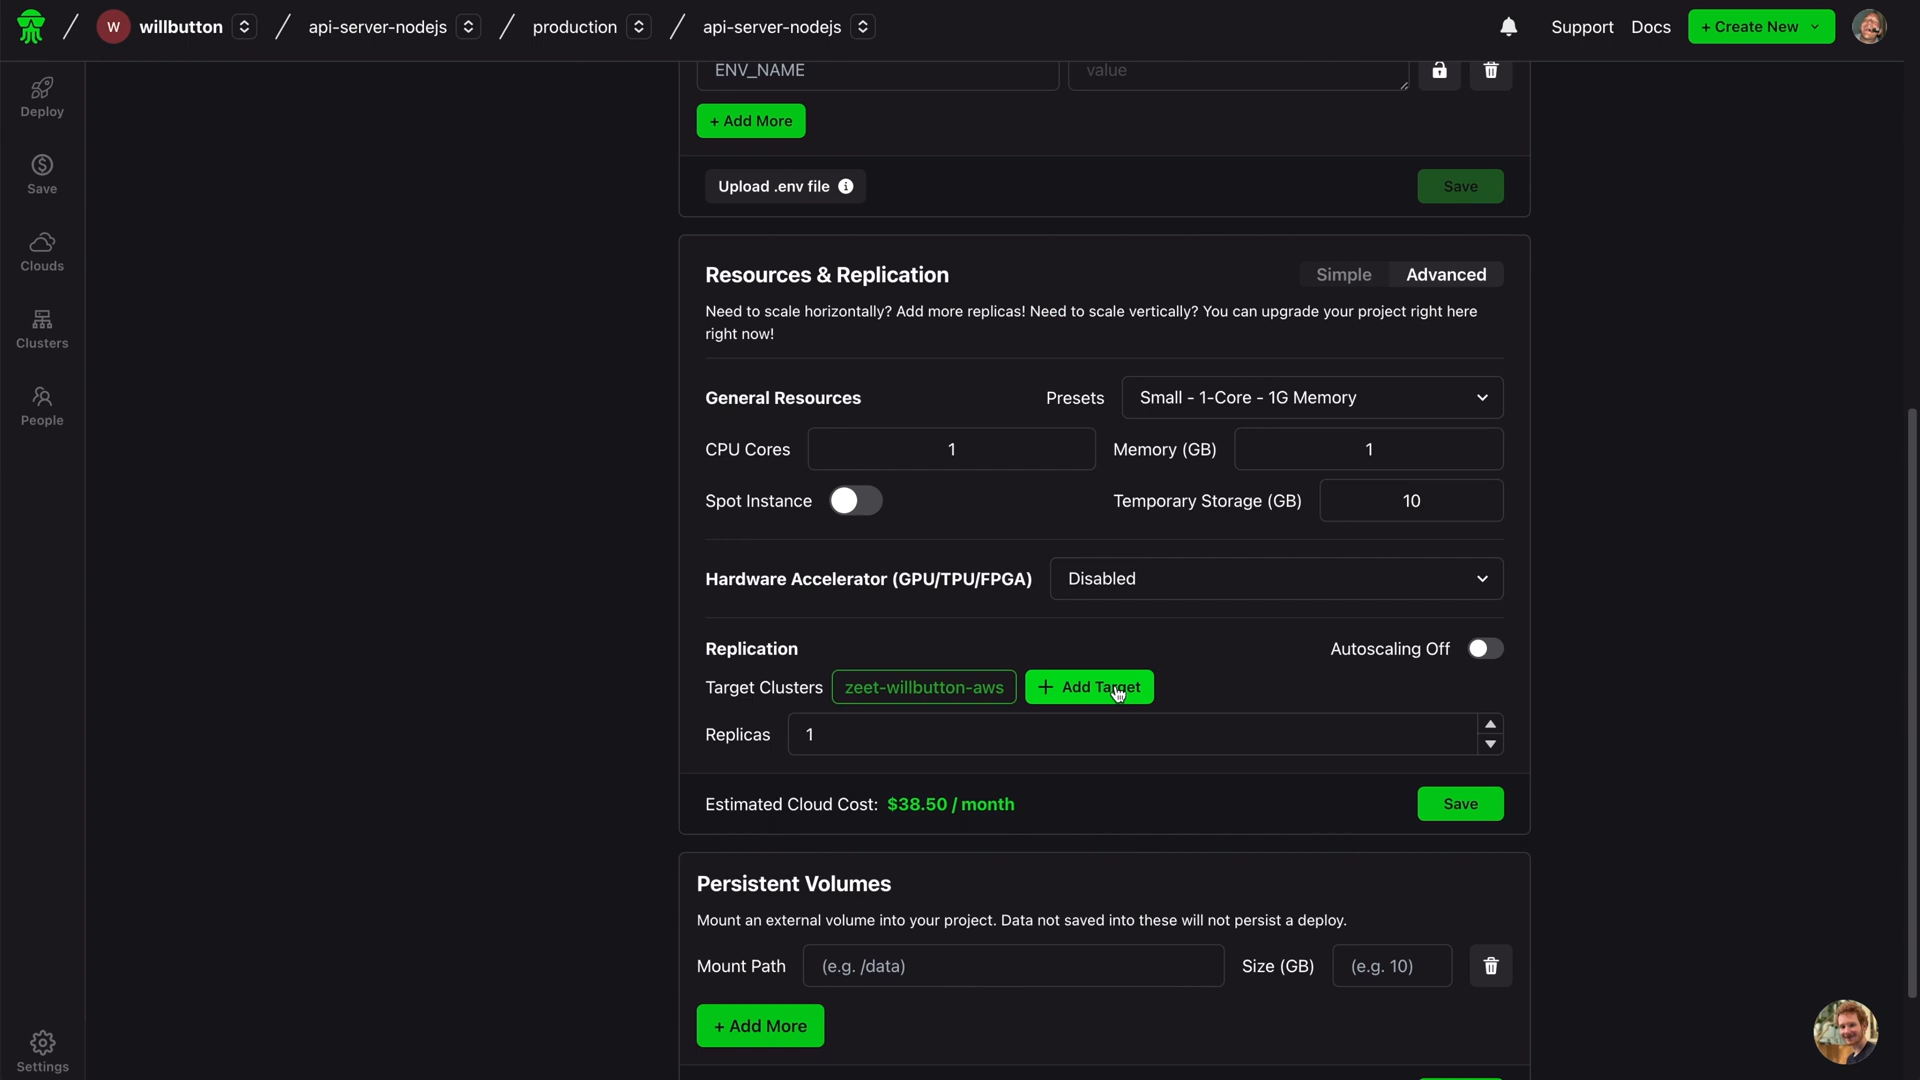 W willbutton / api-server-nodejs / production / api-server-nodejs
Support Docs + Create New
Deploy
Save
Clouds
Clusters
People
Settings
ENV_NAME value
+ Add More
Upload .env file
Save
Resources & Replication
Simple Advanced
Need to scale horizontally? Add more replicas! Need to scale vertically? You can upgrade your project right here
right now!
General Resources Presets Small - 1-Core - 1G Memory
CPU Cores 1 Memory (GB) 1
Spot Instance Temporary Storage (GB) 10
Hardware Accelerator (GPU/TPU/FPGA) Disabled
Replication Autoscaling Off
Target Clusters zeet-willbutton-aws + Add Target
Replicas 1
Estimated Cloud Cost: $38.50 / month Save
Persistent Volumes
Mount an external volume into your project. Data not saved into these will not persist a deploy.
Mount Path (e.g. /data) Size (GB) (e.g. 10)
+ Add More